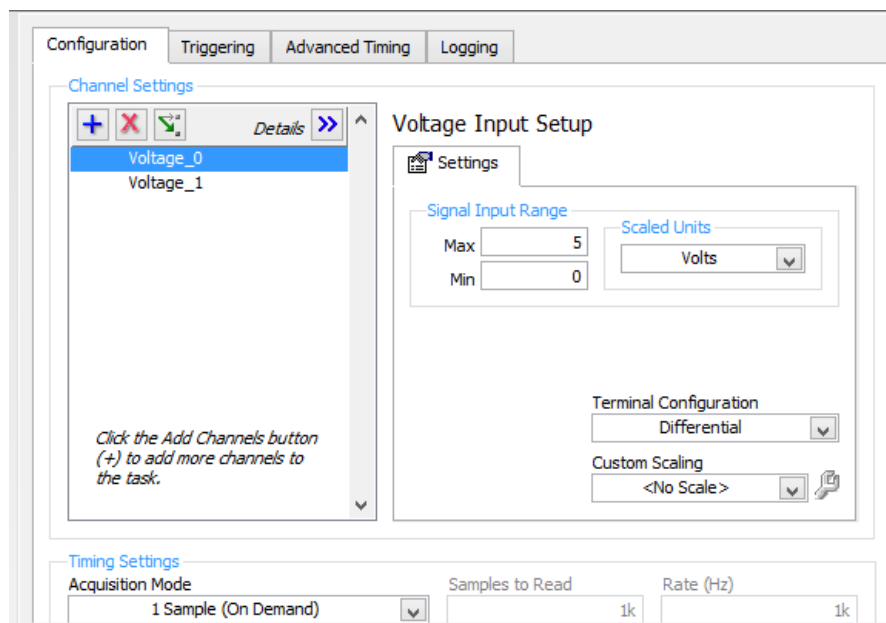 Configuration Triggering Advanced Timing Logging
Channel Settings
Details
Voltage_0
Voltage_1
Click the Add Channels button
(+) to add more channels to
the task.
Voltage Input Setup
Settings
Signal Input Range
Max 5
Min 0
Scaled Units
Volts
Terminal Configuration
Differential
Custom Scaling
<No Scale>
Timing Settings
Acquisition Mode Samples to Read Rate (Hz)
1 Sample (On Demand) 1k 1k